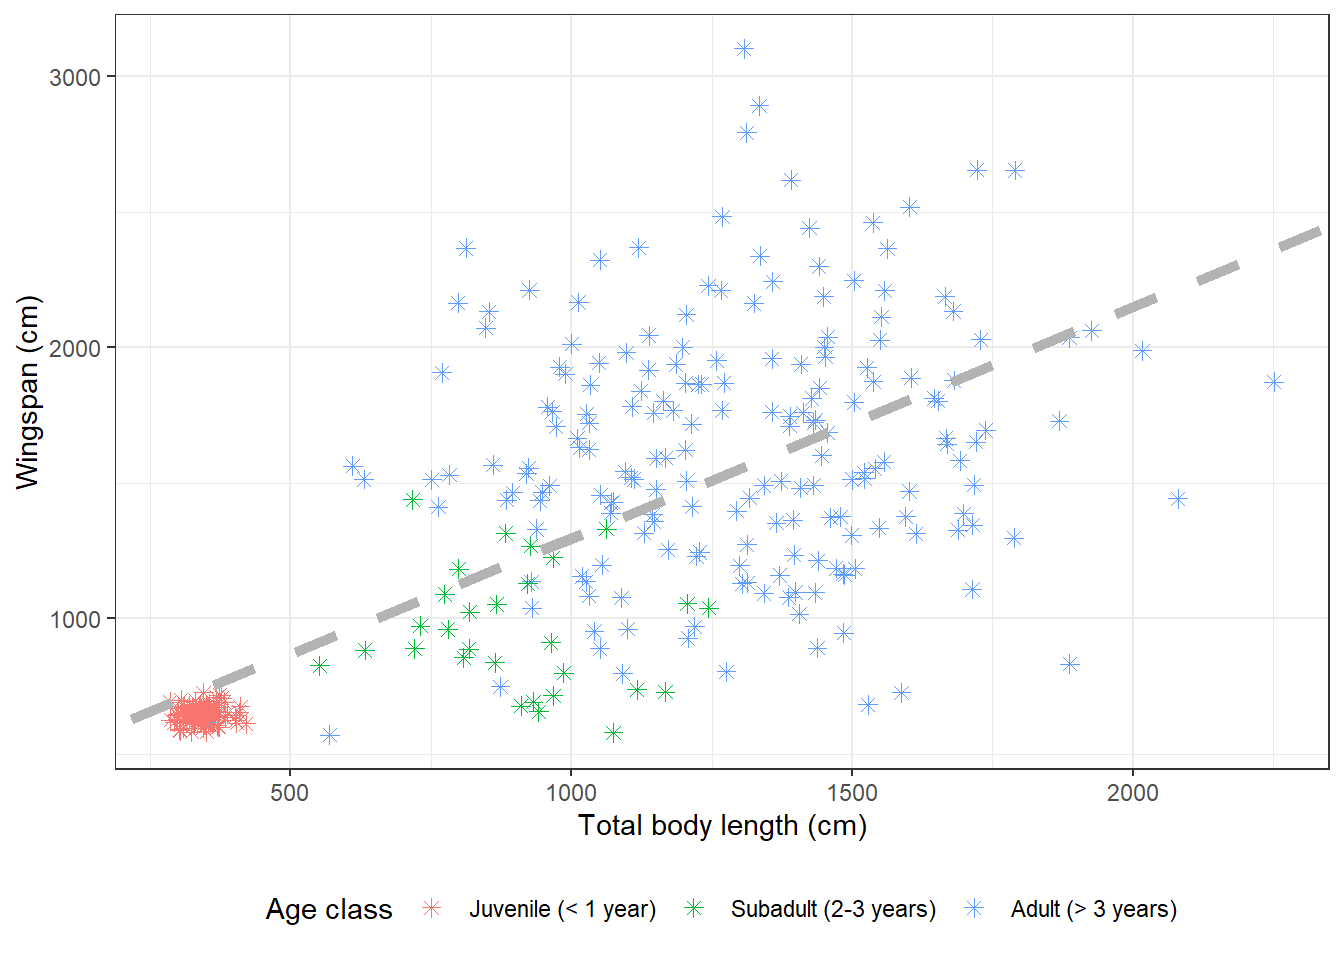 3000
2000
1000
Wingspan (cm)
500 1000 1500 2000
Total body length (cm)
Age class Juvenile (< 1 year) Subadult (2-3 years) Adult (> 3 years)